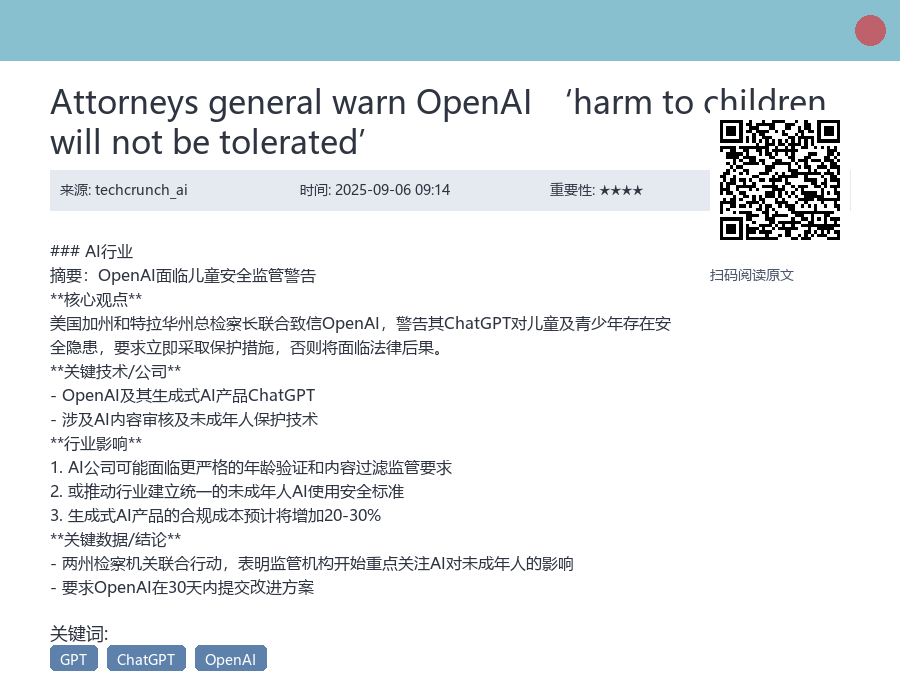 Attorneys general warn OpenAI ‘harm to children
will not be tolerated’
来源: techcrunch_ai
时间: 2025-09-06 09:14
重要性: ★★★★
扫码阅读原文
### AI行业
摘要：OpenAI面临儿童安全监管警告
**核心观点**
美国加州和特拉华州总检察长联合致信OpenAI，警告其ChatGPT对儿童及青少年存在安
全隐患，要求立即采取保护措施，否则将面临法律后果。
**关键技术/公司**
- OpenAI及其生成式AI产品ChatGPT
- 涉及AI内容审核及未成年人保护技术
**行业影响**
1. AI公司可能面临更严格的年龄验证和内容过滤监管要求
2. 或推动行业建立统一的未成年人AI使用安全标准
3. 生成式AI产品的合规成本预计将增加20-30%
**关键数据/结论**
- 两州检察机关联合行动，表明监管机构开始重点关注AI对未成年人的影响
- 要求OpenAI在30天内提交改进方案
关键词:
GPT
ChatGPT
OpenAI